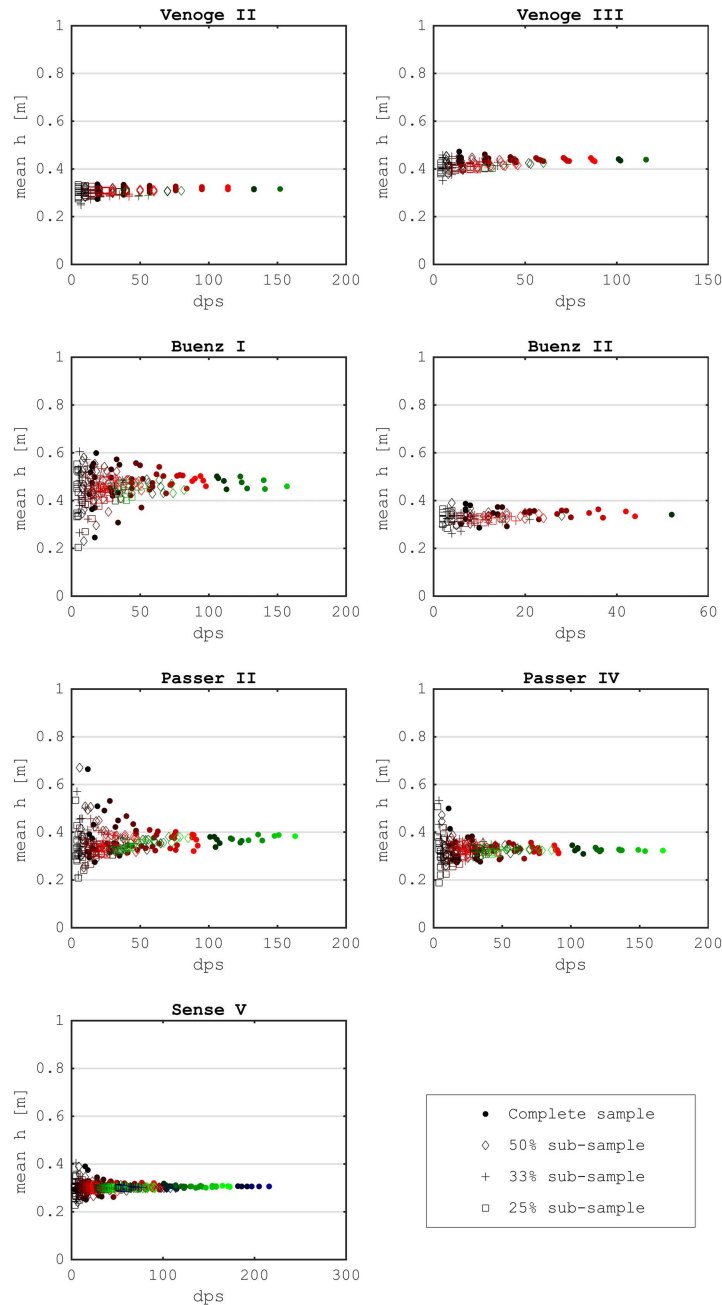 Venoge II
Venoge III
1
0.8
0.6
0.4
0.2
0
mean h [m]
0
50
100
150
200
dps
1
0.8
0.6
0.4
0.2
0
mean h [m]
0
50
100
150
dps
Buenz I
Buenz II
1
0.8
0.6
0.4
0.2
0
mean h [m]
0
50
100
150
200
dps
1
0.8
0.6
0.4
0.2
0
mean h [m]
0
20
40
60
dps
Passer II
Passer IV
1
0.8
0.6
0.4
0.2
0
mean h [m]
0
50
100
150
200
dps
1
0.8
0.6
0.4
0.2
0
mean h [m]
0
50
100
150
200
dps
Sense V
1
0.8
0.6
0.4
0.2
0
mean h [m]
0
100
200
300
dps
Complete sample
50% sub-sample
33% sub-sample
25% sub-sample